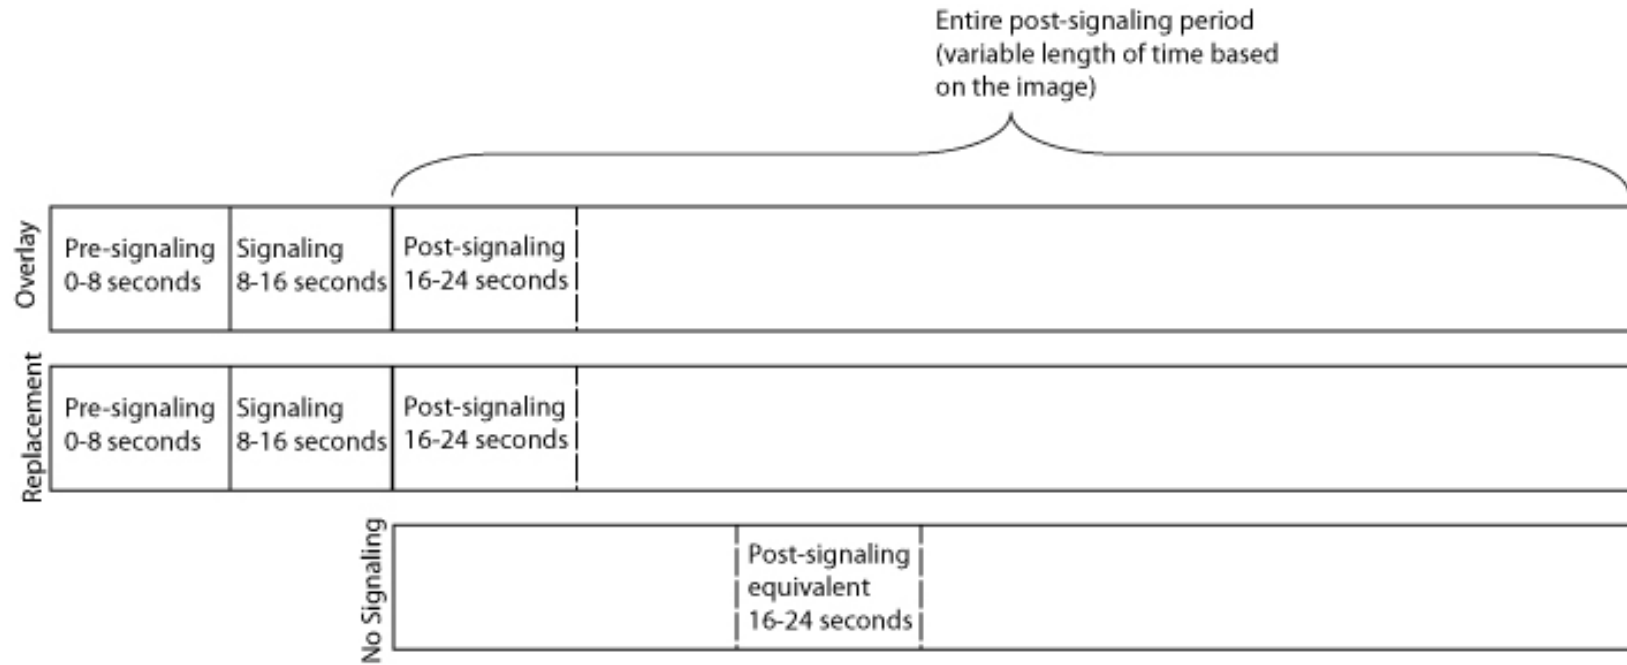 Entire post-signaling period
(variable length of time based
on the image)
Overlay
Pre-signaling
0-8 seconds
Signaling
8-16 seconds
Post-signaling
16-24 seconds
Replacement
Pre-signaling
0-8 seconds
Signaling
8-16 seconds
Post-signaling
16-24 seconds
No Signaling
Post-signaling
equivalent
16-24 seconds